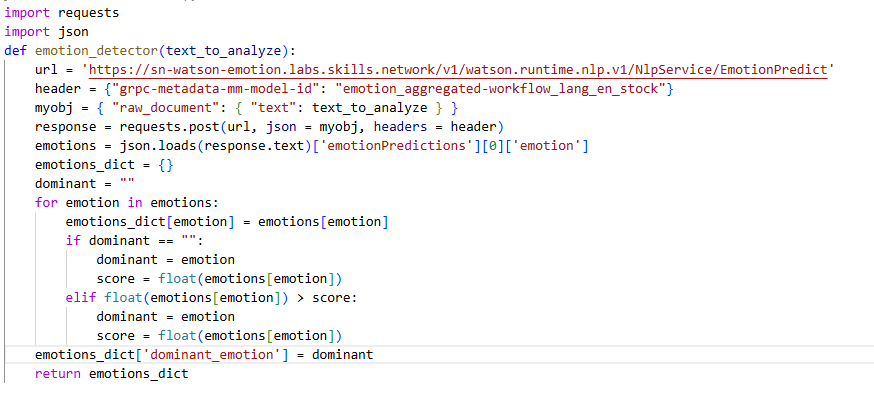 import requests
import json
def emotion_detector(text_to_analyze):
    url = 'https://sn-watson-emotion.labs.skills.network/v1/watson.runtime.nlp.v1/NlpService/EmotionPredict'
    header = {"grpc-metadata-mm-model-id": "emotion_aggregated-workflow_lang_en_stock"}
    myobj = { "raw_document": { "text": text_to_analyze } }
    response = requests.post(url, json = myobj, headers = header)
    emotions = json.loads(response.text)['emotionPredictions'][0]['emotion']
    emotions_dict = {}
    dominant = ""
    for emotion in emotions:
        emotions_dict[emotion] = emotions[emotion]
        if dominant == "":
            dominant = emotion
            score = float(emotions[emotion])
        elif float(emotions[emotion]) > score:
            dominant = emotion
            score = float(emotions[emotion])
    emotions_dict['dominant_emotion'] = dominant
    return emotions_dict